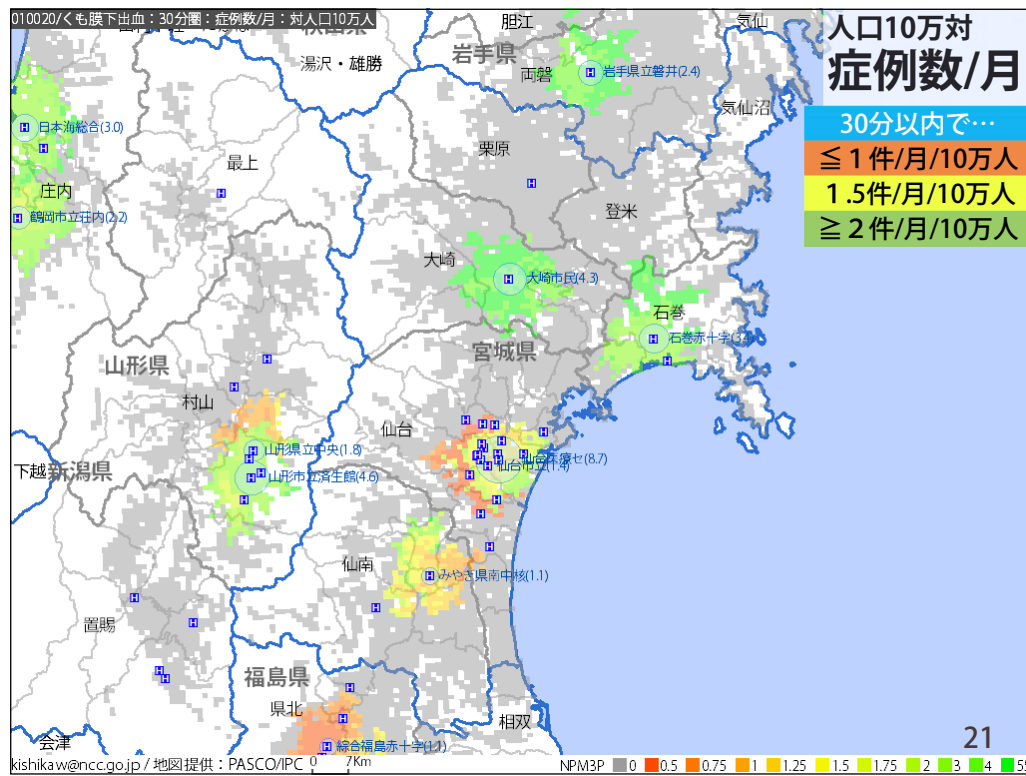 010020/くも膜下出血：30分圏：症例数/月：対人口10万人
人口10万対
症例数/月
30分以内で…
≦１件/月/10万人
１.5件/月/10万人
≧２件/月/10万人
胆江
気仙
岩手県
湯沢・雄勝
両磐
岩手県立磐井(2.4)
気仙沼
日本海総合(3.0)
栗原
最上
庄内
鶴岡市立荘内(2.2)
登米
大崎
大崎市民(4.3)
石巻
石巻赤十字(3
宮城県
山形県
村山
仙台
山形県立中央(1.8)
仙台医療セ(8.7)
仙台市立(1.4)
下越
新潟県
山形市立済生館(4.6)
仙南
みやぎ県南中核(1.1)
置賜
福島県
県北
相双
会津
総合福島赤十字(1.1)
21
kishikaw@ncc.go.jp / 地図提供：PASCO/IPC
0 7Km
NPM3P 0 0.5 0.75 1 1.25 1.5 1.75 2 3 4